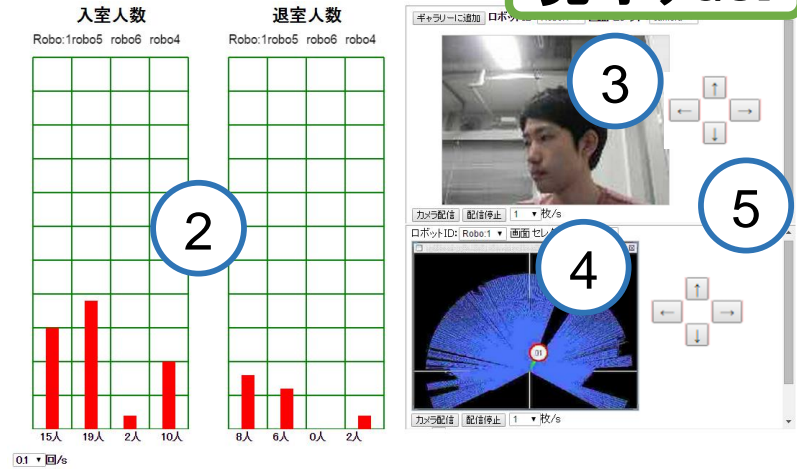 入室人数
Robo:1robo5 robo6 robo4
15人 19人 2人 10人
0.1 回/s
退室人数
Robo:1robo5 robo6 robo4
8人 6人 0人 2人
2
ギャラリーに追加
3
カメラ配信 配信停止 1 枚/s
5
ロボットID: Robo:1 画面 セレ
4
01
カメラ配信 配信停止 1 枚/s